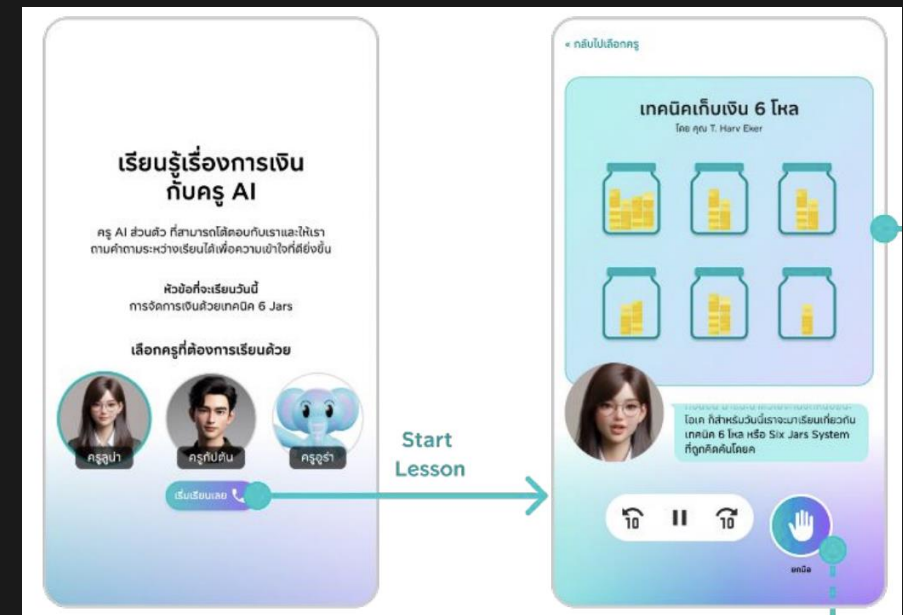 เรียนรู้เรื่องการเงิน
กับครู AI
ครู AI ส่วนตัว ที่สามารถโต้ตอบกับเราและให้เรา
ถามคำถามระหว่างเรียนได้เพื่อความเข้าใจที่ดียิ่งขึ้น
หัวข้อที่จะเรียนวันนี้
การจัดการเงินด้วยเทคนิค 6 Jars
เลือกครูที่ต้องการเรียนด้วย
ครูลูน่า
ครูกัปตัน
ครูอูร่า
เริ่มเรียนเลย
Start
Lesson
« กลับไปเลือกครู
เทคนิคเก็บเงิน 6 โหล
โดย คุณ T. Harv Eker
โอเค ก็สำหรับวันนี้เราจะมาเรียนเกี่ยวกับ
เทคนิค 6 โหล หรือ Six Jars System
ที่ถูกคิดค้นโดยค
10
10
ยกมือ